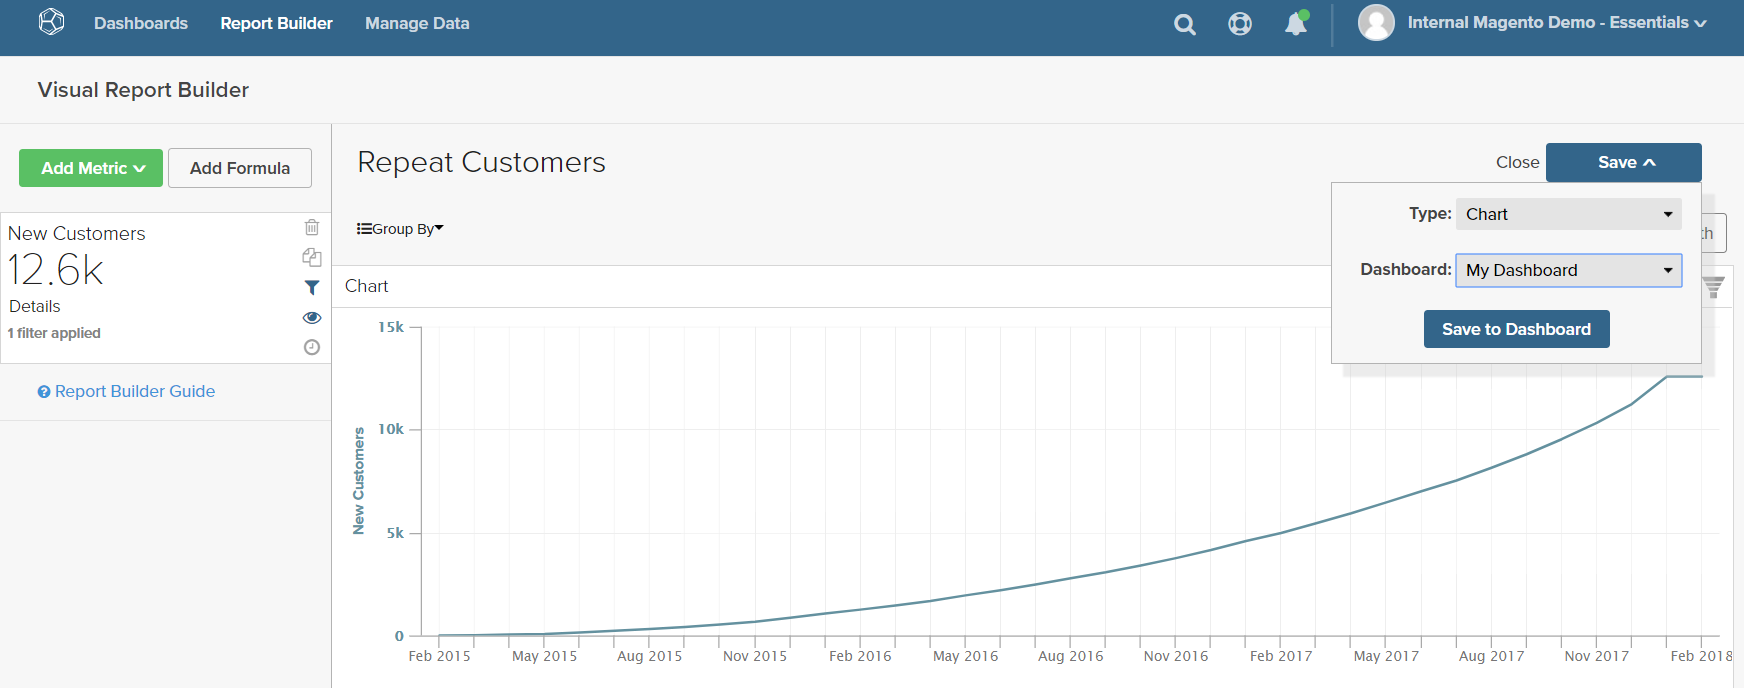 Dashboards Report Builder Manage Data Internal Magento Demo - Essentials
Visual Report Builder
Add Metric Add Formula
Repeat Customers
Close Save
New Customers
12.6k
Details
1 filter applied
Report Builder Guide
Group By
Type: Chart
Dashboard: My Dashboard
Save to Dashboard
Chart
15k
10k
5k
0
New Customers
Feb 2015 May 2015 Aug 2015 Nov 2015 Feb 2016 May 2016 Aug 2016 Nov 2016 Feb 2017 May 2017 Aug 2017 Nov 2017 Feb 2018